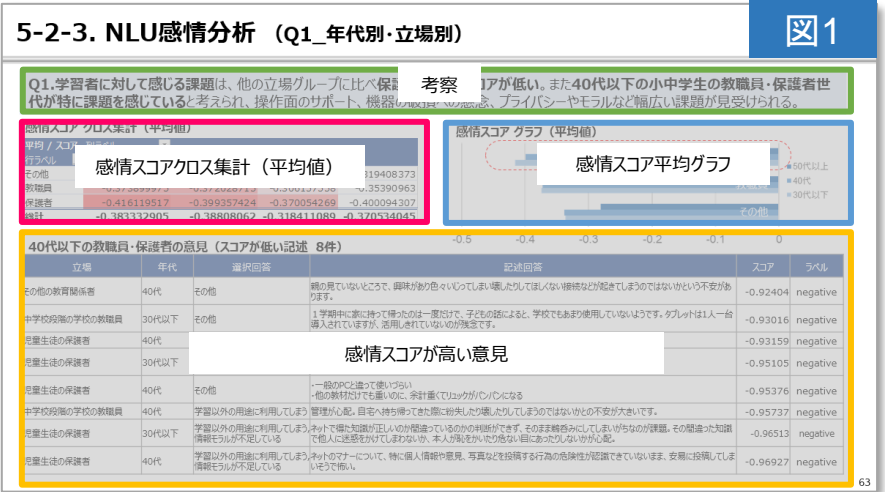 5-2-3. NLU感情分析 （Q1_年代別・立場別）
図1
Q1.学習者に対して感じる課題は、他の立場グループに比べ保
アが低い。また40代以下の小中学生の教職員・保護者世
代が特に課題を感じていると考えられ、操作面のサポート、機器の
念、プライバシーやモラルなど幅広い課題が見受けられる。
考察
感情スコア クロス集計（平均値）
平均 / スコア
行ラベル
その他
319408373
教職員 -0.35390963
保護者 -0.416119517 -0.399357424 -0.370054269 -0.400094307
総計 -0.383332905 -0.38808062 -0.318411089 -0.370534045
感情スコアクロス集計（平均値）
感情スコア グラフ（平均値）
感情スコア平均グラフ
50代以上
40代
30代以下
教職員
その他
-0.5 -0.4 -0.3 -0.2 -0.1 0
40代以下の教職員・保護者の意見（スコアが低い記述 8件）
立場 年代 選択回答 記述回答 スコア ラベル
その他の教育関係者 40代 その他 親の見ていないところで、興味があり色々いじってしまい壊したりしてほしくない接続などが起きてしまうのではないかという不安があ
ります。 -0.92404 negative
中学校段階の学校の教職員 30代以下 その他 １学期中に家に持って帰ったのは一度だけで、子どもの話によると、学校でもあまり使用していないようです。タブレットは1人一台
導入されていますが、活用しきれていないのが残念です。 -0.93016 negative
児童生徒の保護者 40代 -0.93159 negative
児童生徒の保護者 30代以下 -0.95105 negative
感情スコアが高い意見
児童生徒の保護者 40代 その他 ・一般のPCと違って使いづらい
・他の教材だけでも重いのに、余計重くてリュックがパンパンになる -0.95376 negative
中学校段階の学校の教職員 40代 学習以外の用途に利用してしまう 管理が心配。自宅へ持ち帰ってきた際に紛失したり壊したりしてしまうのではないかとの不安が大きいです。 -0.95737 negative
児童生徒の保護者 30代以下 学習以外の用途に利用してしまう,
情報モラルが不足している ネットで得た知識が正しいのか間違っているのかの判断ができず、そのまま鵜呑みにしてしまいがちなのが課題。その間違った知識
で他人に迷惑をかけてしまわないか、本人が恥をかいたり危ない目にあったりしないかが心配。 -0.96513 negative
児童生徒の保護者 40代 学習以外の用途に利用してしまう,
情報モラルが不足している ネットのマナーについて、特に個人情報や意見、写真などを投稿する行為の危険性が認識できていないまま、安易に投稿してしま
いそうで怖い。 -0.96927 negative
63